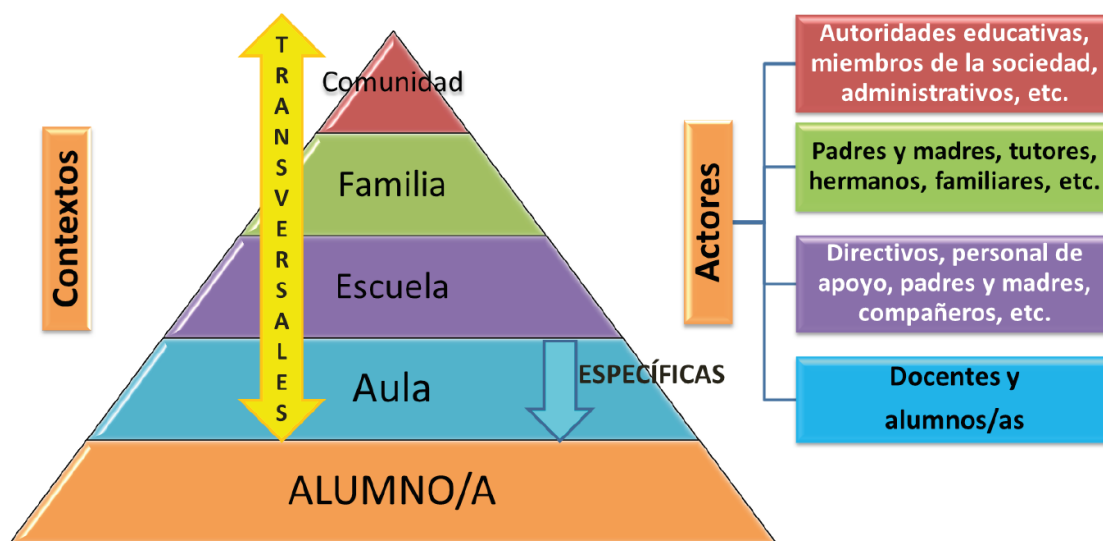 Contextos
TRANSVERSALES
Comunidad
Familia
Escuela
Aula
ESPECÍFICAS
ALUMNO/A
Actores
Autoridades educativas,
miembros de la sociedad,
administrativos, etc.
Padres y madres, tutores,
hermanos, familiares, etc.
Directivos, personal de
apoyo, padres y madres,
compañeros, etc.
Docentes y
alumnos/as